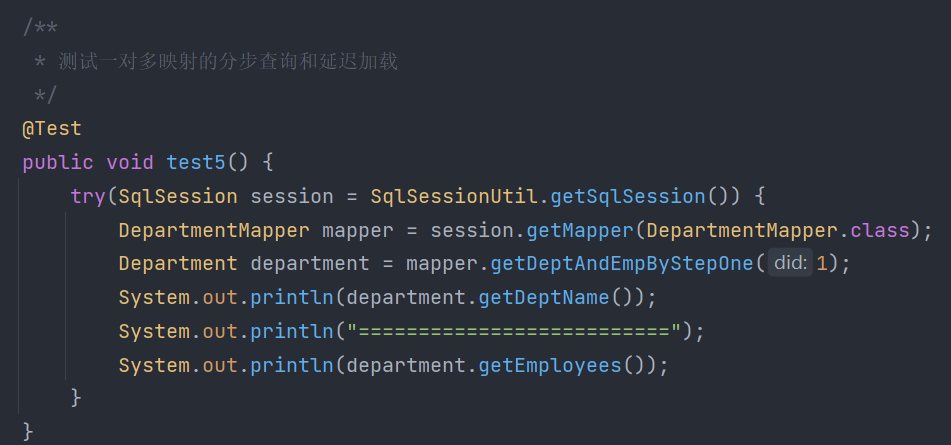 /**
 * 测试一对多映射的分步查询和延迟加载
 */
@Test
public void test5() {
    try(SqlSession session = SqlSessionUtil.getSqlSession()) {
        DepartmentMapper mapper = session.getMapper(DepartmentMapper.class);
        Department department = mapper.getDeptAndEmpByStepOne( did: 1);
        System.out.println(department.getDeptName());
        System.out.println("==========================");
        System.out.println(department.getEmployees());
    }
}